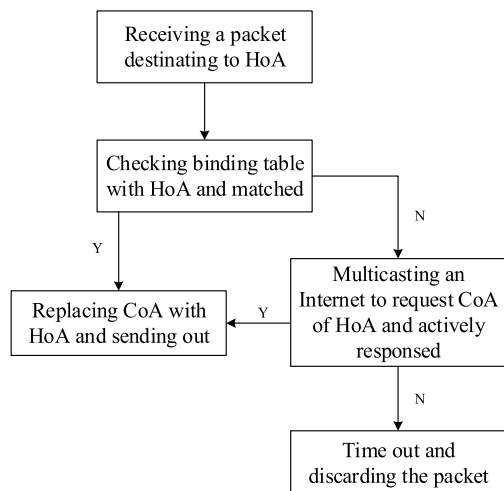 Receiving a packet
destinating to HoA
Checking binding table
with HoA and matched
Y
N
Replacing CoA with
HoA and sending out
Y
Multicasting an
Internet to request CoA
of HoA and actively
responsed
N
Time out and
discarding the packet